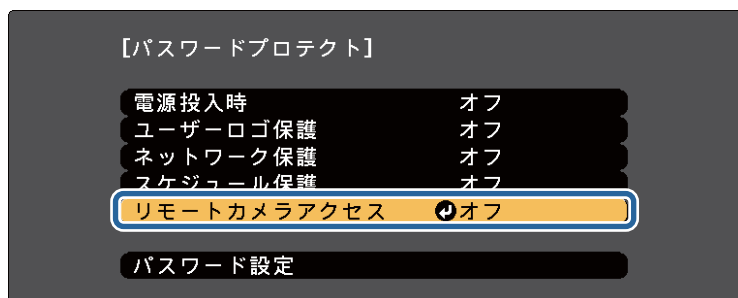 [パスワードプロテクト]
電源投入時 オフ
ユーザーロゴ保護 オフ
ネットワーク保護 オフ
スケジュール保護 オフ
リモートカメラアクセス オフ
パスワード設定